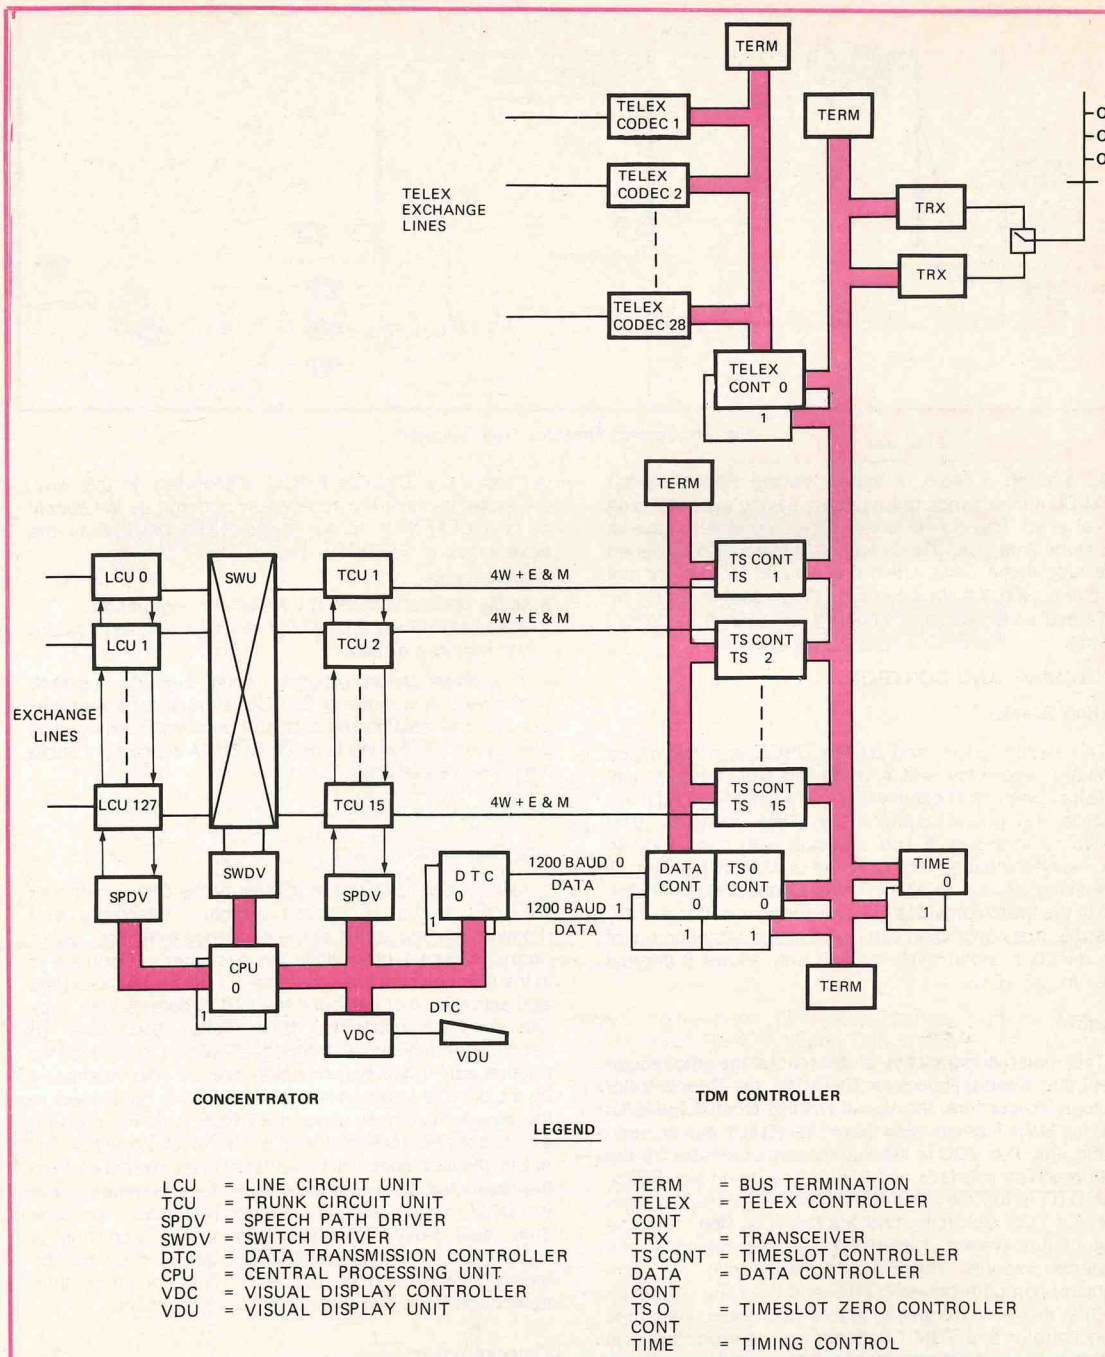 TERM
TELEX
CODEC 1
TERM
TELEX
CODEC 2
TELEX
EXCHANGE
LINES
TRX
TRX
TELEX
CODEC 28
TELEX
CONT 0
1
TERM
LCU 0
SWU
TCU 1
4W + E & M
TS CONT
TS 1
LCU 1
TCU 2
4W + E & M
TS CONT
TS 2
EXCHANGE
LINES
LCU 127
TCU 15
4W + E & M
TS CONT
TS 15
SPDV
SWDV
SPDV
DTC
0
1
1200 BAUD 0
DATA
1200 BAUD 1
DATA
DATA
CONT
0
1
TS 0
CONT
0
1
TIME
0
1
CPU
0
1
TERM
VDC
DTC
VDU
CONCENTRATOR
TDM CONTROLLER
LEGEND
LCU = LINE CIRCUIT UNIT
TCU = TRUNK CIRCUIT UNIT
SPDV = SPEECH PATH DRIVER
SWDV = SWITCH DRIVER
DTC = DATA TRANSMISSION CONTROLLER
CPU = CENTRAL PROCESSING UNIT
VDC = VISUAL DISPLAY CONTROLLER
VDU = VISUAL DISPLAY UNIT
TERM = BUS TERMINATION
TELEX = TELEX CONTROLLER
CONT
TRX = TRANSCEIVER
TS CONT = TIMESLOT CONTROLLER
DATA = DATA CONTROLLER
CONT
TS O = TIMESLOT ZERO CONTROLLER
CONT
TIME = TIMING CONTROL